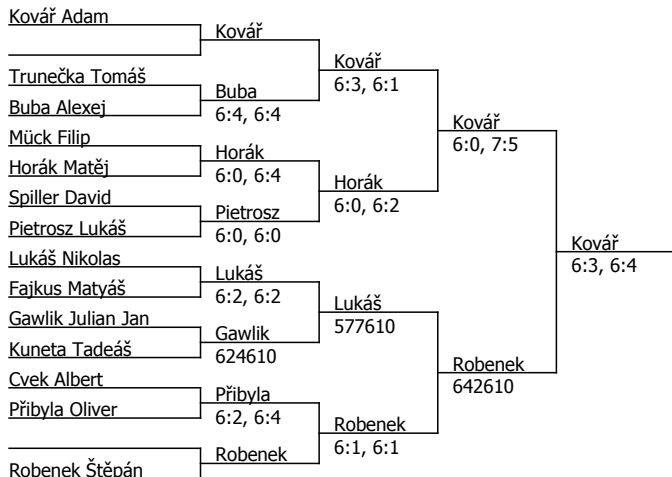 Kovář Adam
Trunečka Tomáš
Buba Alexej
Mück Filip
Horák Matěj
Spiller David
Pietrosz Lukáš
Lukáš Nikolas
Fajkus Matyáš
Gawlik Julian Jan
Kuneta Tadeáš
Cvek Albert
Přibyla Oliver
Robenek Štěpán
Kovář
Buba
6:4, 6:4
Horák
6:0, 6:4
Pietrosz
6:0, 6:0
Lukáš
6:2, 6:2
Gawlik
624610
Přibyla
6:2, 6:4
Robenek
Kovář
6:3, 6:1
Horák
6:0, 6:2
Lukáš
577610
Robenek
6:1, 6:1
Kovář
6:0, 7:5
Robenek
642610
Kovář
6:3, 6:4